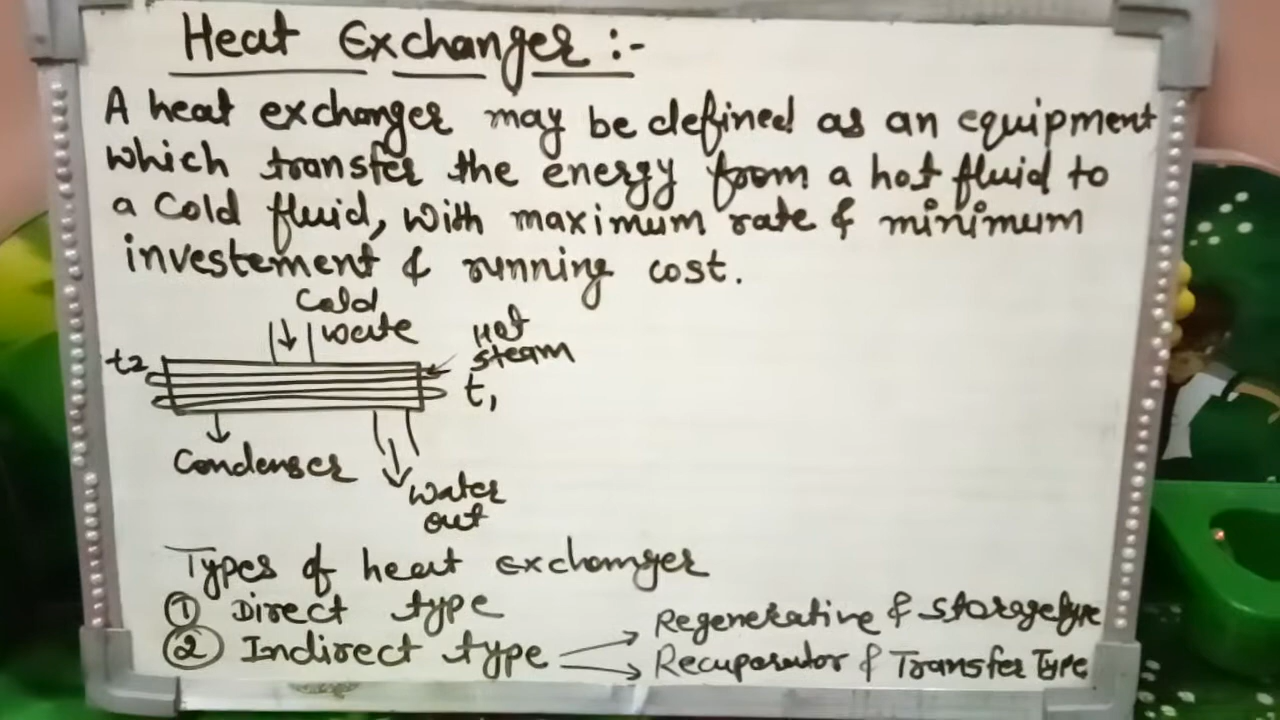 Heat Exchanger :-
A heat exchanger may be defined as an equipment
which transfer the energy from a hot fluid to
a cold fluid, with maximum rate & minimum
investement & running cost.
Cold
wate
Hot
steam
t2
t1
Condenser
Water
out
Types of heat exchanger
① Direct type
② Indirect type
Regenerative & storage type
Recuperator & Transfer Type